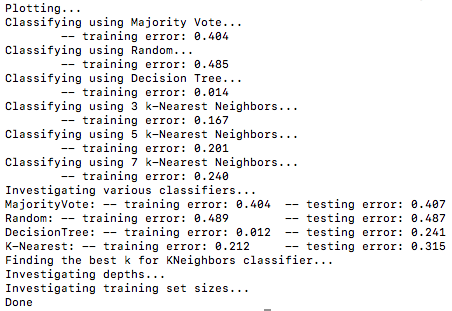 Plotting...
Classifying using Majority Vote...
-- training error: 0.404
Classifying using Random...
-- training error: 0.485
Classifying using Decision Tree...
-- training error: 0.014
Classifying using 3 k-Nearest Neighbors...
-- training error: 0.167
Classifying using 5 k-Nearest Neighbors...
-- training error: 0.201
Classifying using 7 k-Nearest Neighbors...
-- training error: 0.240
Investigating various classifiers...
MajorityVote: -- training error: 0.404  -- testing error: 0.407
Random: -- training error: 0.489        -- testing error: 0.487
DecisionTree: -- training error: 0.012  -- testing error: 0.241
K-Nearest: -- training error: 0.212     -- testing error: 0.315
Finding the best k for KNeighbors classifier...
Investigating depths...
Investigating training set sizes...
Done